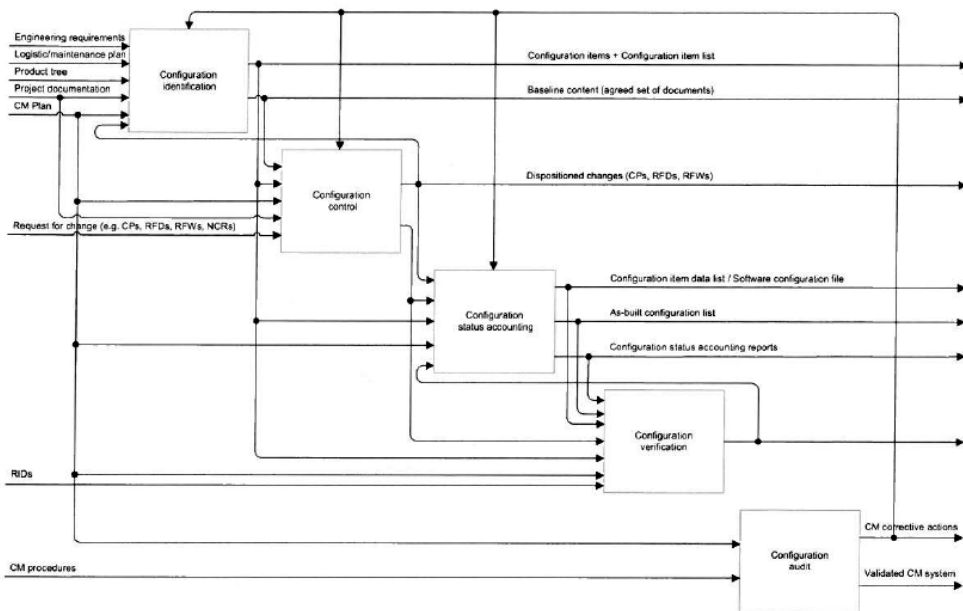 Engineering requirements
Logistic/maintenance plan
Product tree
Project documentation
CM Plan
Configuration
identification
Configuration items + Configuration item list
Baseline content (agreed set of documents)
Configuration
control
Dispositioned changes (CPs, RFDs, RFWs)
Request for change (e.g. CPs, RFDs, RFWs, NCRs)
Configuration
status accounting
Configuration item data list / Software configuration file
As-built configuration list
Configuration status accounting reports
Configuration
verification
RIDs
CM procedures
Configuration
audit
CM corrective actions
Validated CM system